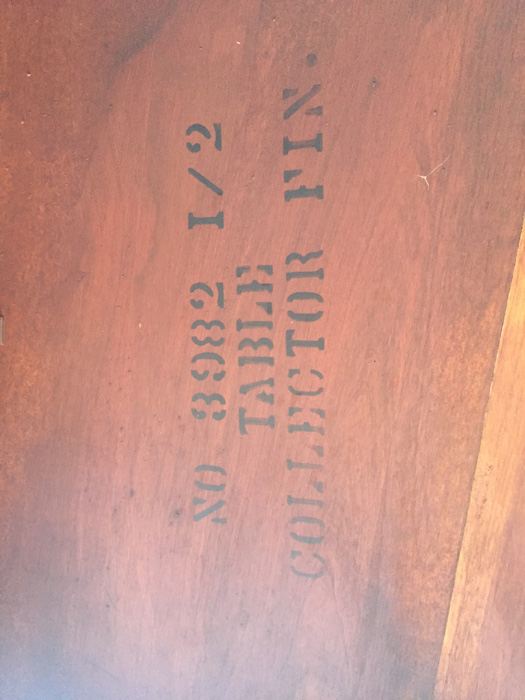 NO 3982 1/2
TABLE
COLLECTOR FIN.